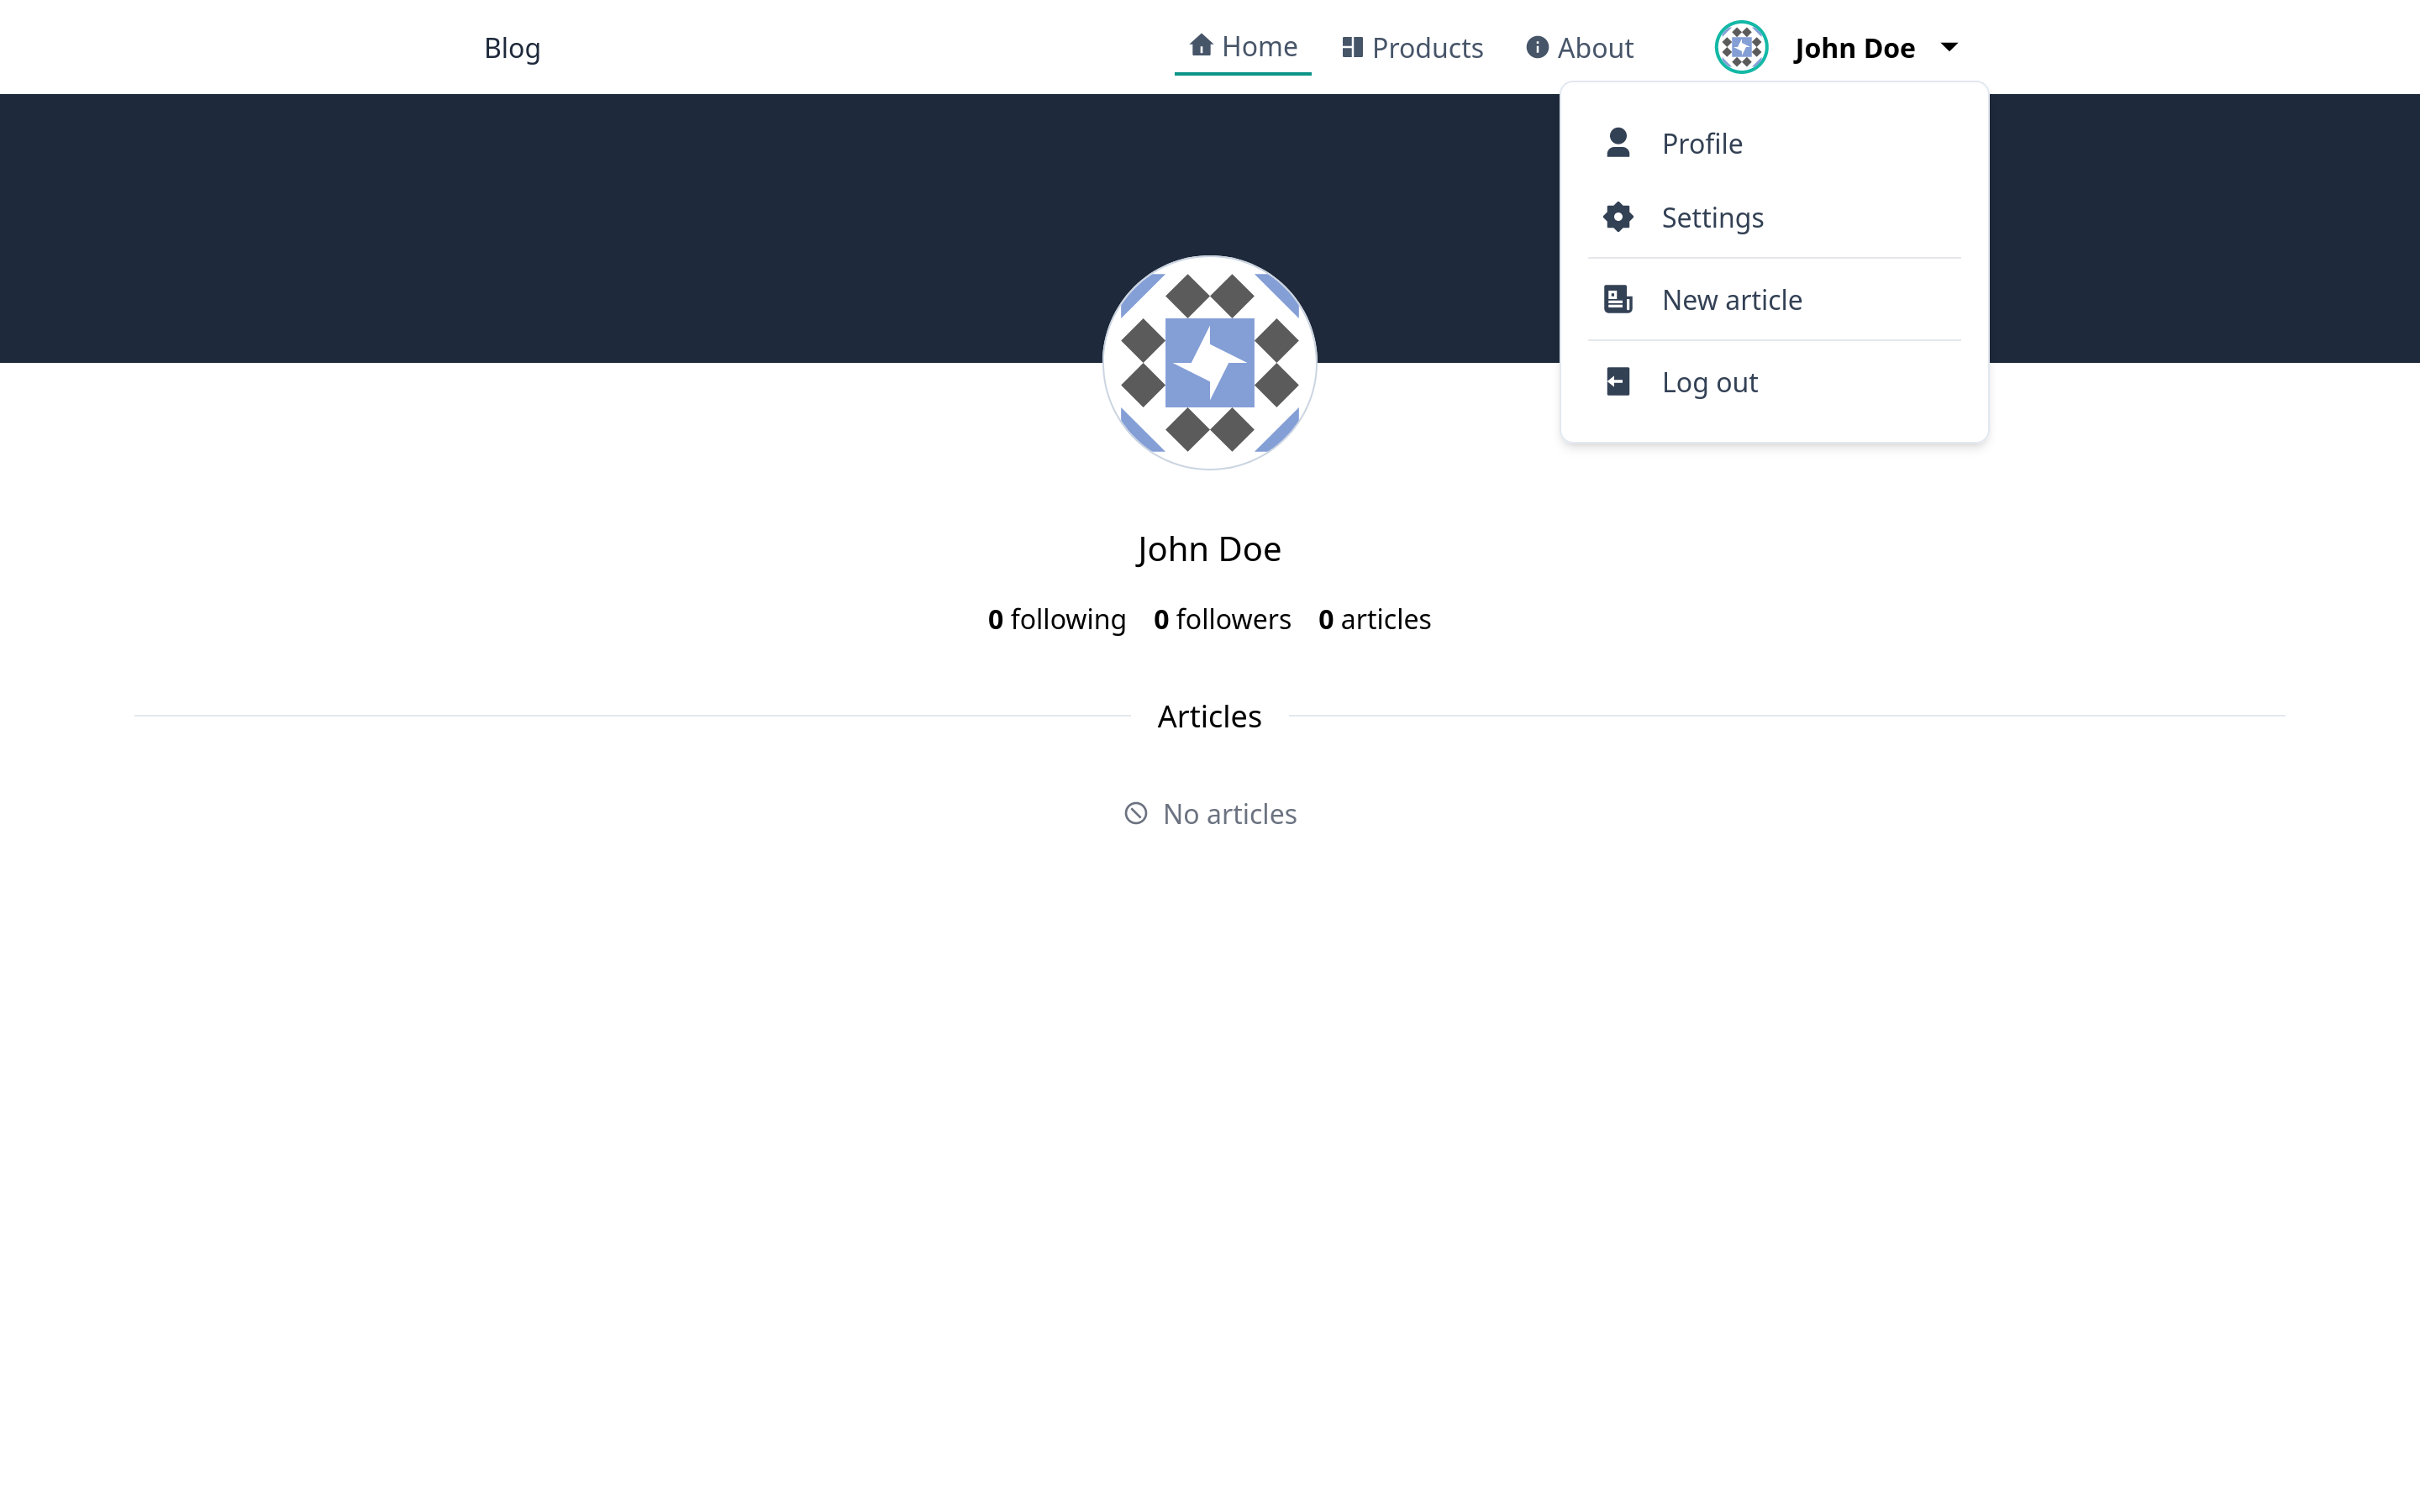 Blog
Home
Products
About
John Doe
Profile
Settings
New article
Log out
John Doe
0 following 0 followers 0 articles
Articles
No articles